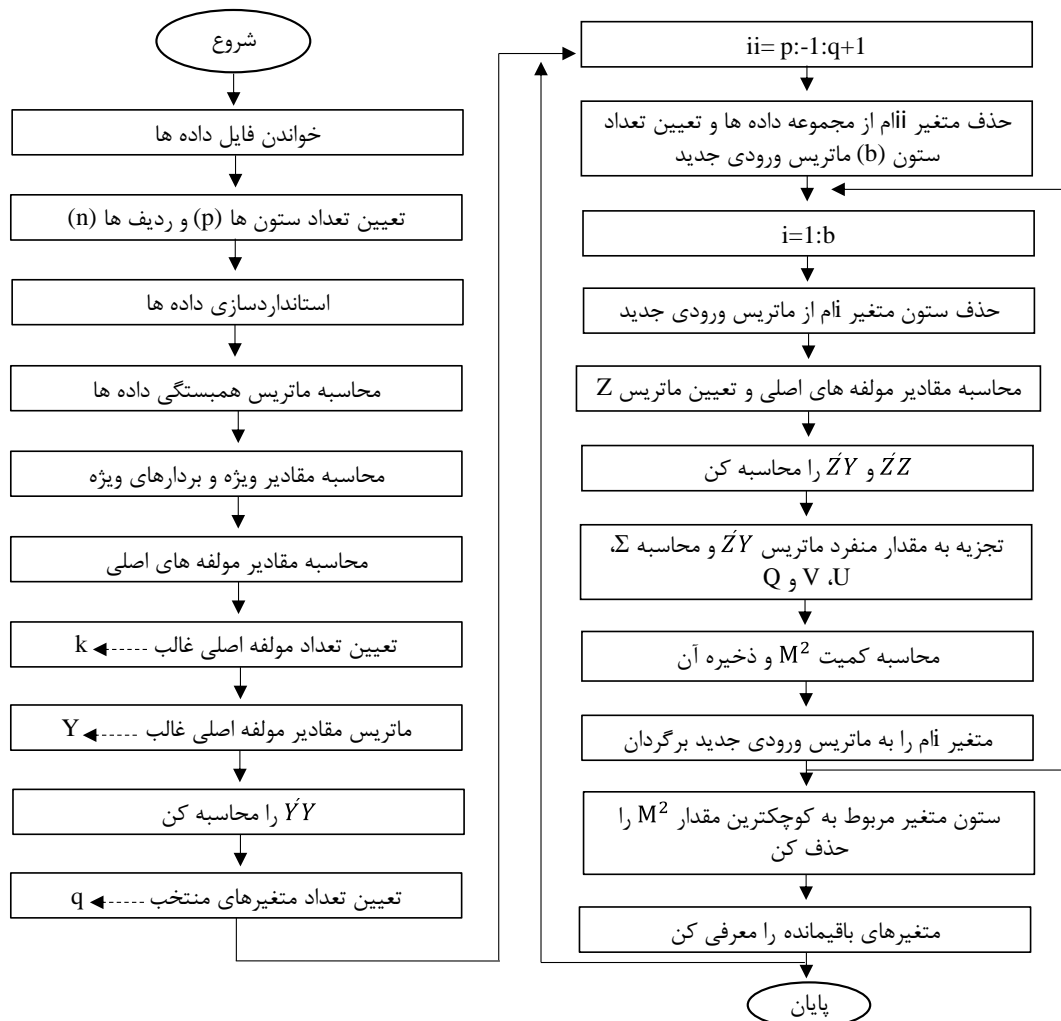 شروع
خواندن فایل داده ها
تعیین تعداد ستون ها (p) و ردیف ها (n)
استانداردسازی داده ها
محاسبه ماتریس همبستگی داده ها
محاسبه مقادیر ویژه و بردارهای ویژه
محاسبه مقادیر مولفه های اصلی
تعیین تعداد مولفه اصلی غالب k
ماتریس مقادیر مولفه اصلی غالب Y
ÝY را محاسبه کن
تعیین تعداد متغیرهای منتخب q
ii= p:-1:q+1
حذف متغیر iiام از مجموعه داده ها و تعیین تعداد
ستون (b) ماتریس ورودی جدید
i=1:b
حذف ستون متغیر iام از ماتریس ورودی جدید
محاسبه مقادیر مولفه های اصلی و تعیین ماتریس Z
ŹZ و ŹY را محاسبه کن
تجزیه به مقدار منفرد ماتریس ŹY و محاسبه Σ،
U، V و Q
محاسبه کمیت M² و ذخیره آن
متغیر iام را به ماتریس ورودی جدید برگردان
ستون متغیر مربوط به کوچکترین مقدار M² را
حذف کن
متغیرهای باقیمانده را معرفی کن
پایان